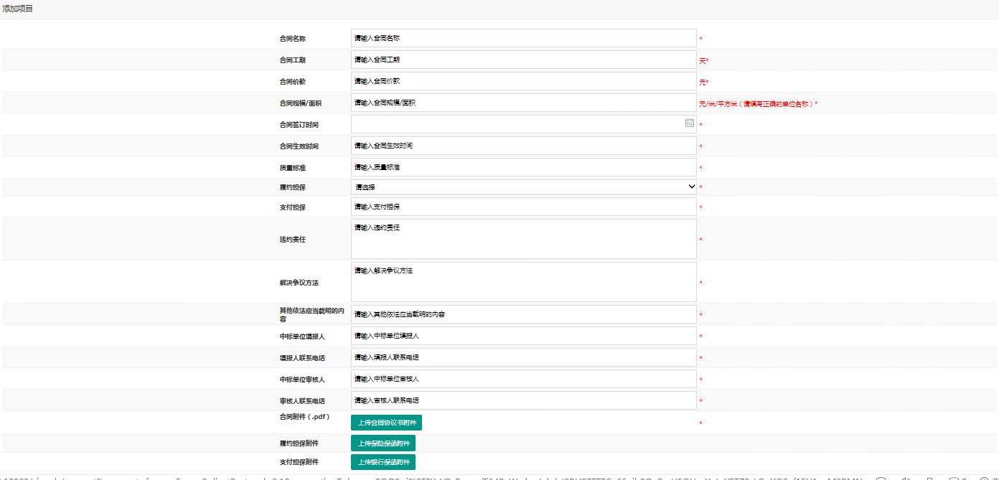 添加项目
合同名称 请输入合同名称 *
合同工期 请输入合同工期 天*
合同价款 请输入合同价款 元*
合同规模/面积 请输入合同规模/面积 元/米/平方米（请填写正确的单位名称）*
合同签订时间 *
合同生效时间 请输入合同生效时间 *
质量标准 请输入质量标准 *
履约担保 请选择 *
支付担保 请输入支付担保 *
违约责任 请输入违约责任 *
解决争议方法 请输入解决争议方法 *
其他依法应当载明的内
容 请输入其他依法应当载明的内容 *
中标单位填报人 请输入中标单位填报人 *
填报人联系电话 请输入填报人联系电话 *
中标单位审核人 请输入中标单位审核人 *
审核人联系电话 请输入审核人联系电话 *
合同附件（.pdf） 上传合同协议书附件 *
履约担保附件 上传保险保函附件
支付担保附件 上传银行保函附件